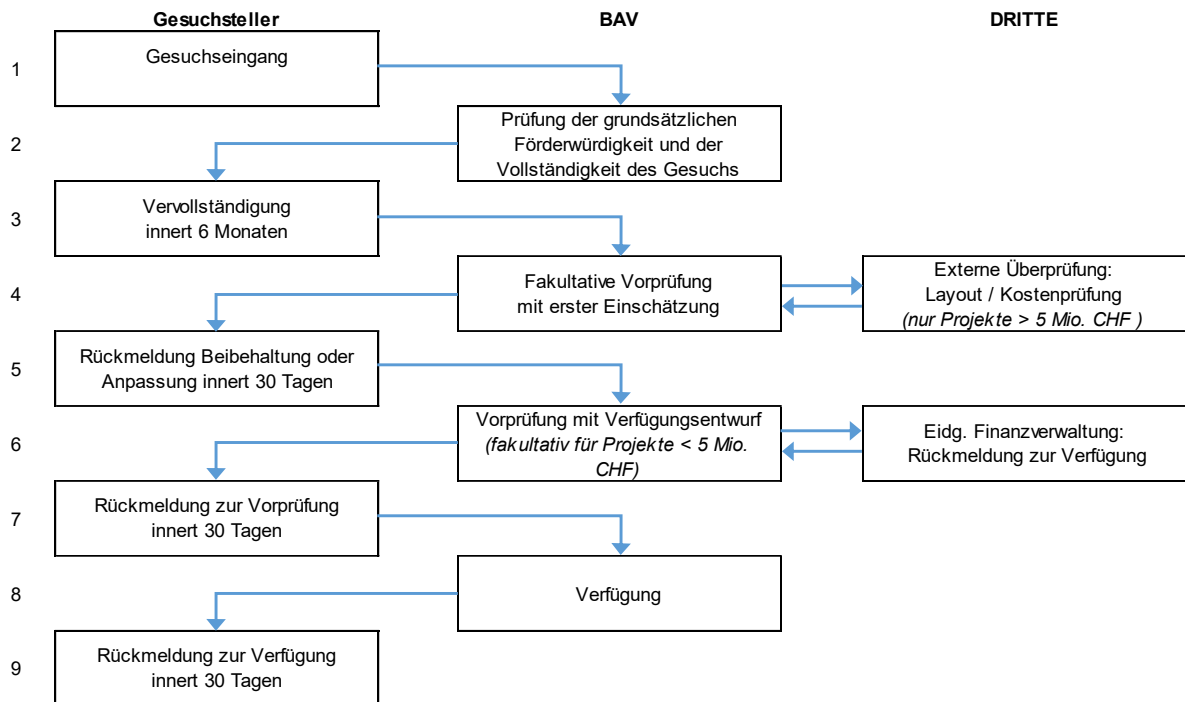 Gesuchsteller BAV DRITTE
1 Gesuchseingang
2 Prüfung der grundsätzlichen
Förderwürdigkeit und der
Vollständigkeit des Gesuchs
3 Vervollständigung
innert 6 Monaten
4 Fakultative Vorprüfung
mit erster Einschätzung
Externe Überprüfung:
Layout / Kostenprüfung
(nur Projekte > 5 Mio. CHF )
5 Rückmeldung Beibehaltung oder
Anpassung innert 30 Tagen
6 Vorprüfung mit Verfügungsentwurf
(fakultativ für Projekte < 5 Mio.
CHF)
Eidg. Finanzverwaltung:
Rückmeldung zur Verfügung
7 Rückmeldung zur Vorprüfung
innert 30 Tagen
8 Verfügung
9 Rückmeldung zur Verfügung
innert 30 Tagen